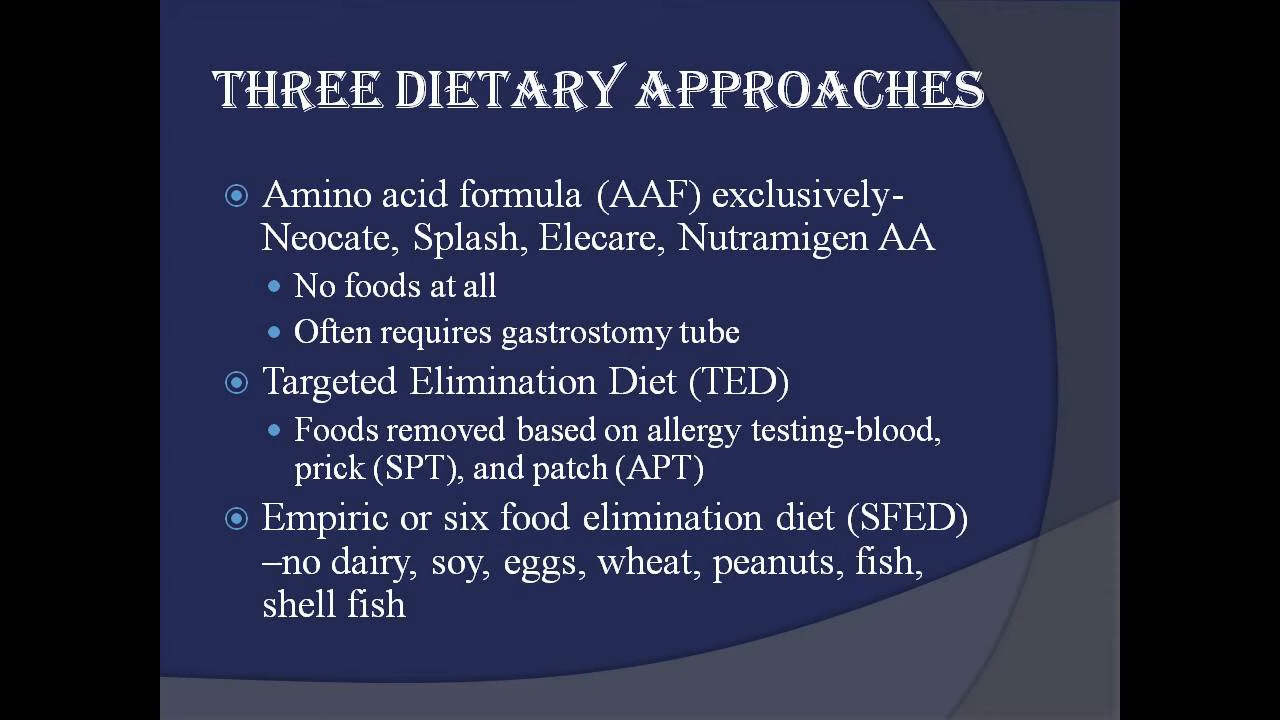 THREE DIETARY APPROACHES
Amino acid formula (AAF) exclusively-
Neocate, Splash, Elecare, Nutramigen AA
No foods at all
Often requires gastrostomy tube
Targeted Elimination Diet (TED)
Foods removed based on allergy testing-blood,
prick (SPT), and patch (APT)
Empiric or six food elimination diet (SFED)
–no dairy, soy, eggs, wheat, peanuts, fish,
shell fish